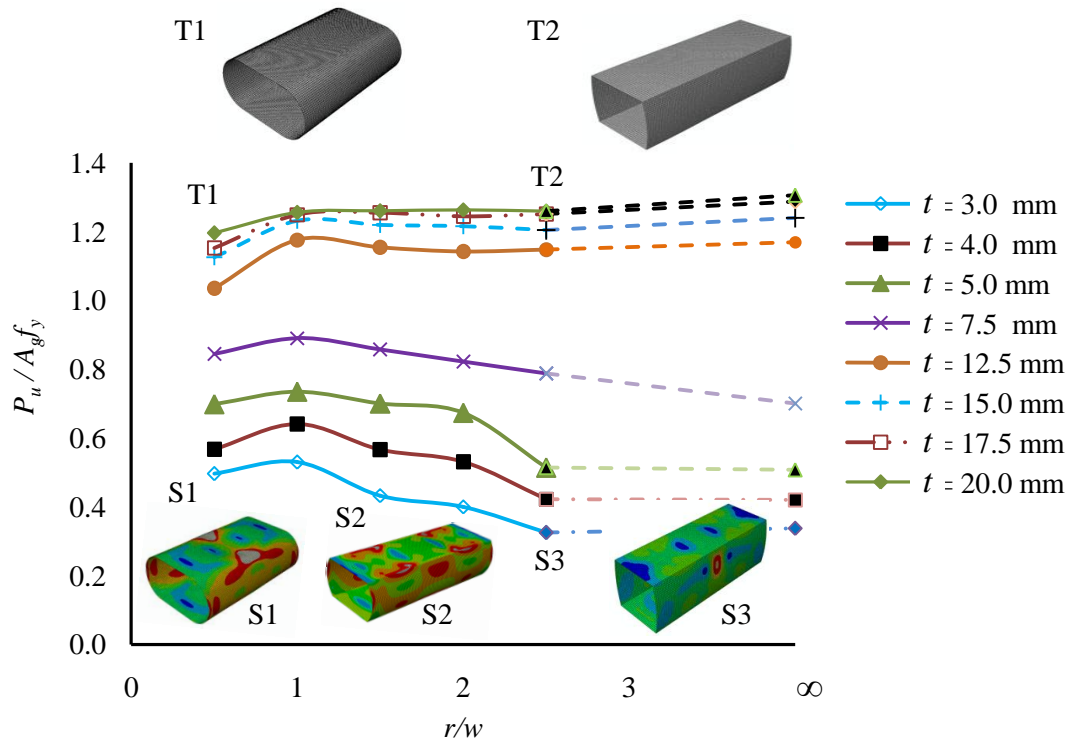 T1
T2
1.4
1.2
1.0
0.8
0.6
0.4
0.2
0.0
P_u / A_g f_y
T1
T2
S1
S2
S3
S1
S2
S3
0
1
2
3
∞
r/w
t = 3.0 mm
t = 4.0 mm
t = 5.0 mm
t = 7.5 mm
t = 12.5 mm
t = 15.0 mm
t = 17.5 mm
t = 20.0 mm